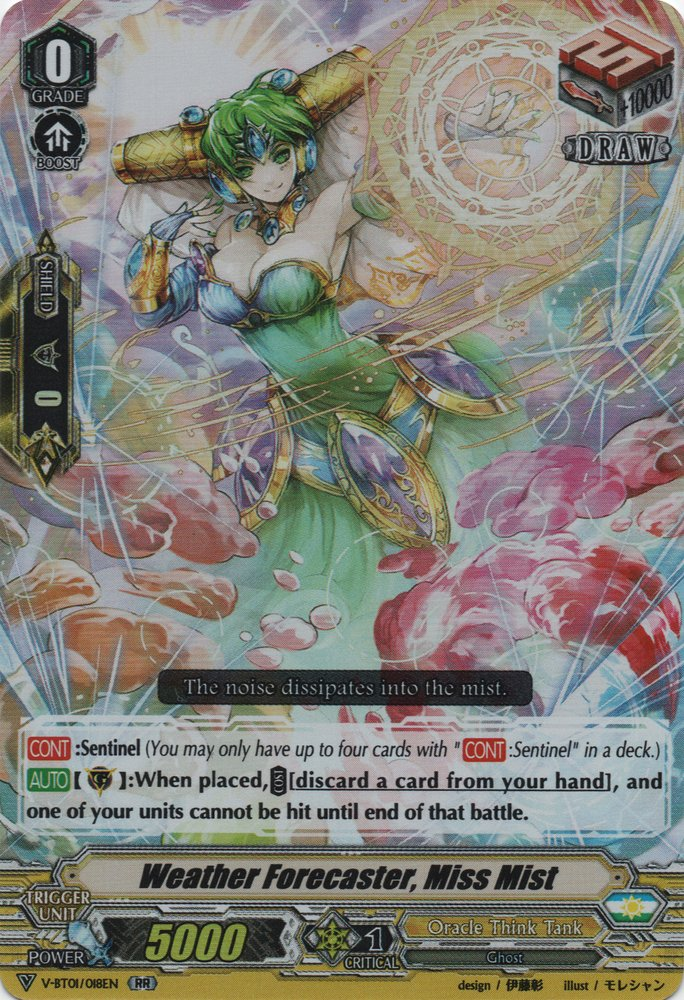 0
GRADE
BOOST
+10000
DRAW
SHIELD
0
The noise dissipates into the mist.
CONT:Sentinel (You may only have up to four cards with "CONT:Sentinel" in a deck.)
AUTO【 】:When placed, COST[discard a card from your hand], and
one of your units cannot be hit until end of that battle.
Weather Forecaster, Miss Mist
TRIGGER
UNIT
POWER 5000
1
CRITICAL
Oracle Think Tank
Ghost
V-BT01/018EN RR
design / 伊藤彰 illust / モレシャン